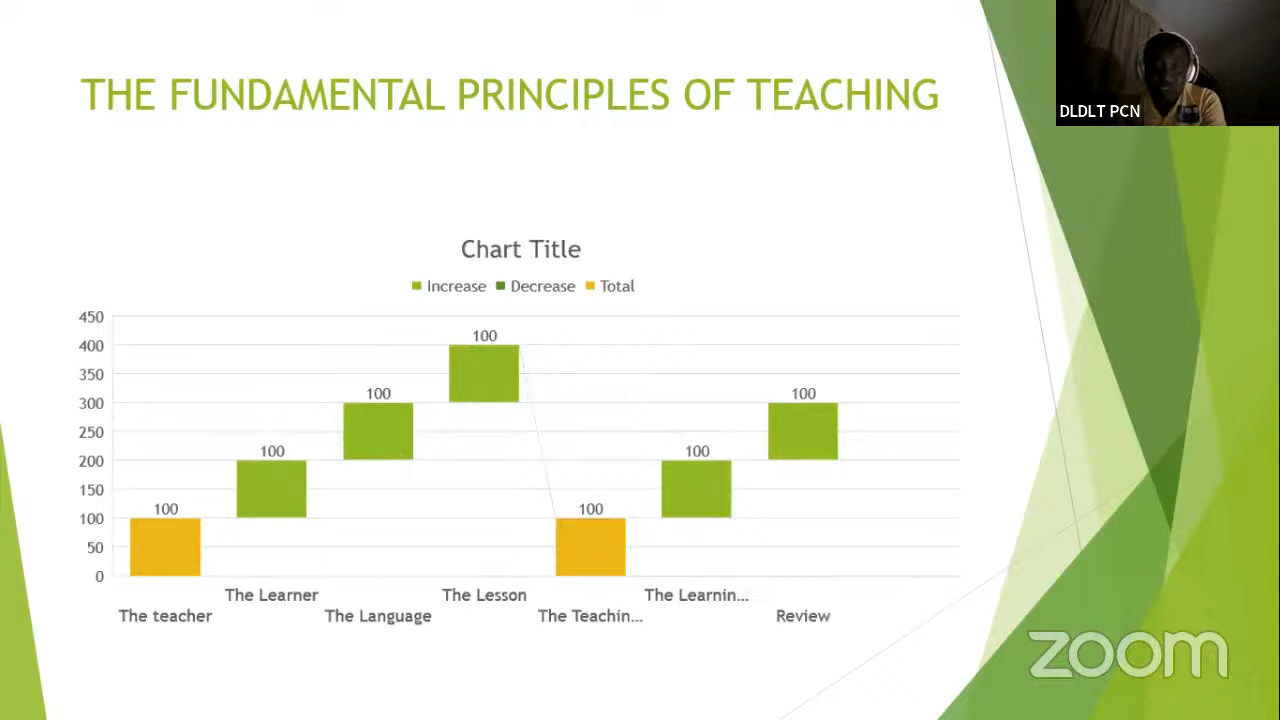 THE FUNDAMENTAL PRINCIPLES OF TEACHING
DLDLT PCN
Chart Title
Increase Decrease Total
450
400
350
300
250
200
150
100
50
0
100
100
100
100
100
100
100
The teacher
The Learner
The Language
The Lesson
The Teachin...
The Learnin...
Review
zoom